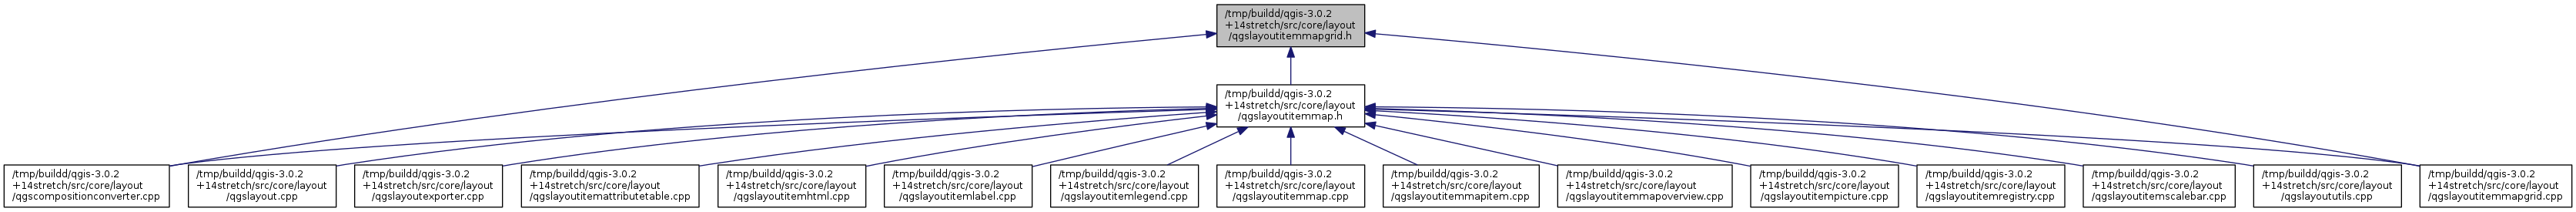 /tmp/buildd/qgis-3.0.2
+14stretch/src/core/layout
/qgslayoutitemmapgrid.h
/tmp/buildd/qgis-3.0.2
+14stretch/src/core/layout
/qgslayoutitemmap.h
/tmp/buildd/qgis-3.0.2
+14stretch/src/core/layout
/qgscompositionconverter.cpp
/tmp/buildd/qgis-3.0.2
+14stretch/src/core/layout
/qgslayout.cpp
/tmp/buildd/qgis-3.0.2
+14stretch/src/core/layout
/qgslayoutexporter.cpp
/tmp/buildd/qgis-3.0.2
+14stretch/src/core/layout
/qgslayoutitemattributetable.cpp
/tmp/buildd/qgis-3.0.2
+14stretch/src/core/layout
/qgslayoutitemhtml.cpp
/tmp/buildd/qgis-3.0.2
+14stretch/src/core/layout
/qgslayoutitemlabel.cpp
/tmp/buildd/qgis-3.0.2
+14stretch/src/core/layout
/qgslayoutitemlegend.cpp
/tmp/buildd/qgis-3.0.2
+14stretch/src/core/layout
/qgslayoutitemmap.cpp
/tmp/buildd/qgis-3.0.2
+14stretch/src/core/layout
/qgslayoutitemmapitem.cpp
/tmp/buildd/qgis-3.0.2
+14stretch/src/core/layout
/qgslayoutitemmapoverview.cpp
/tmp/buildd/qgis-3.0.2
+14stretch/src/core/layout
/qgslayoutitempicture.cpp
/tmp/buildd/qgis-3.0.2
+14stretch/src/core/layout
/qgslayoutitemregistry.cpp
/tmp/buildd/qgis-3.0.2
+14stretch/src/core/layout
/qgslayoutitemscalebar.cpp
/tmp/buildd/qgis-3.0.2
+14stretch/src/core/layout
/qgslayoututils.cpp
/tmp/buildd/qgis-3.0.2
+14stretch/src/core/layout
/qgslayoutitemmapgrid.cpp